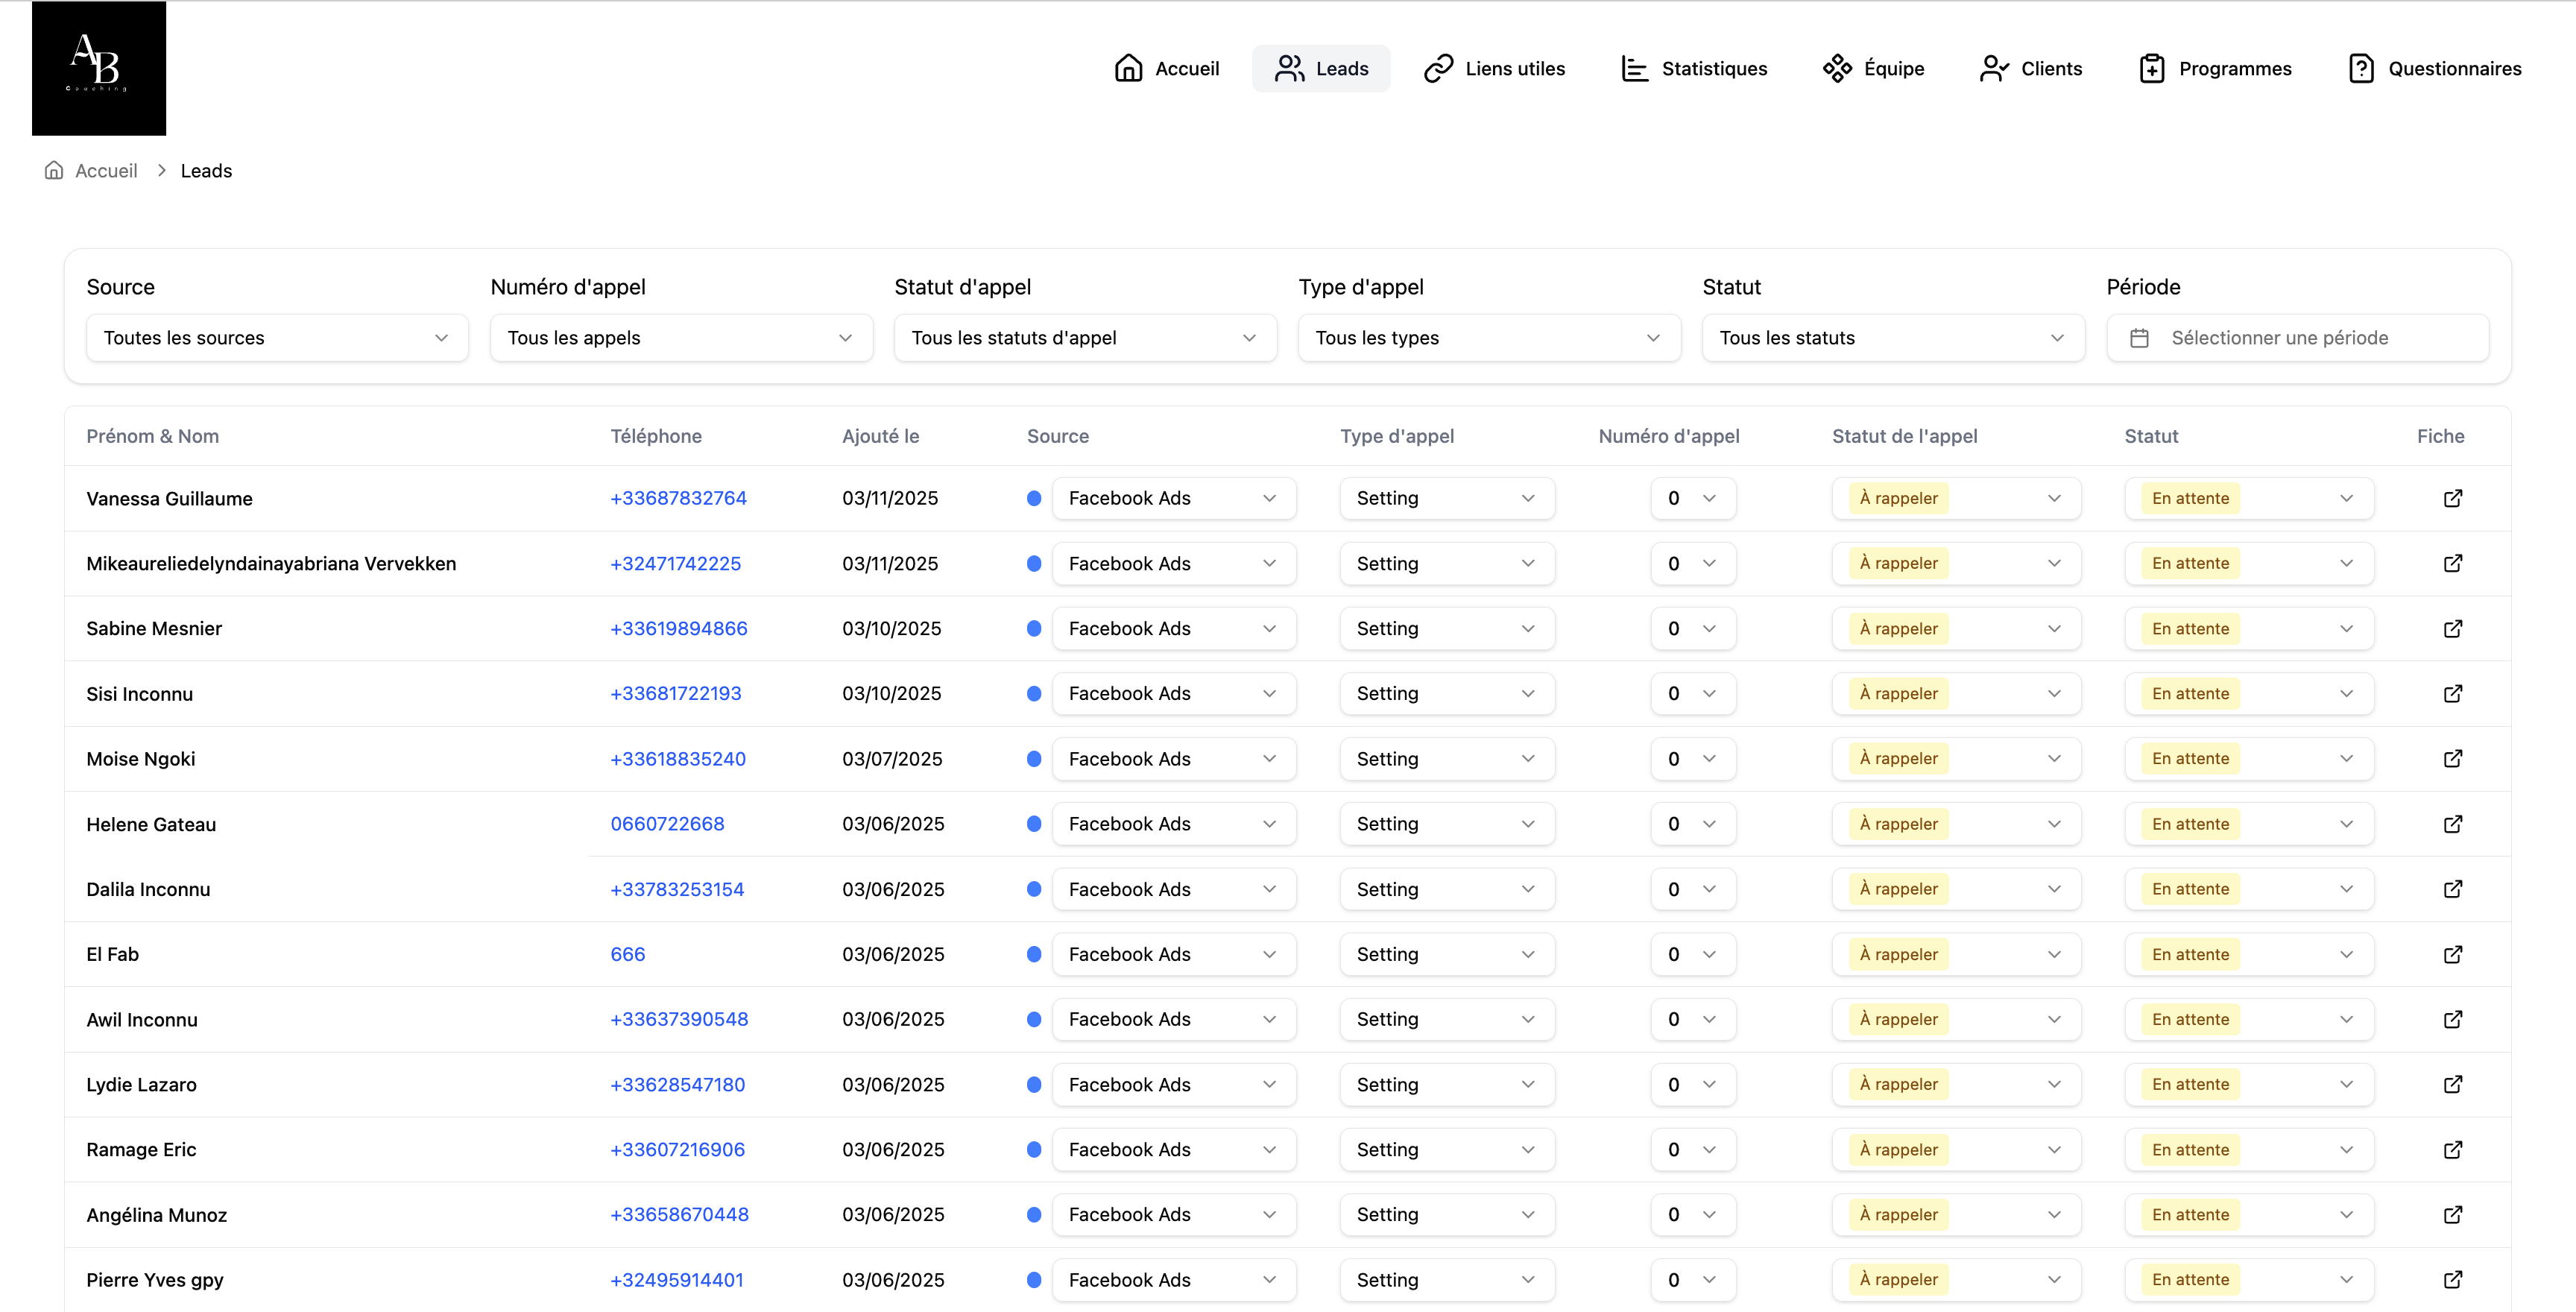 AB
Coaching
Accueil Leads Liens utiles Statistiques Équipe Clients Programmes Questionnaires
Accueil > Leads
Source Numéro d'appel Statut d'appel Type d'appel Statut Période
Toutes les sources Tous les appels Tous les statuts d'appel Tous les types Tous les statuts Sélectionner une période
Prénom & Nom Téléphone Ajouté le Source Type d'appel Numéro d'appel Statut de l'appel Statut Fiche
Vanessa Guillaume +33687832764 03/11/2025 Facebook Ads Setting 0 À rappeler En attente
Mikeaureliedelyndainayabriana Vervekken +32471742225 03/11/2025 Facebook Ads Setting 0 À rappeler En attente
Sabine Mesnier +33619894866 03/10/2025 Facebook Ads Setting 0 À rappeler En attente
Sisi Inconnu +33681722193 03/10/2025 Facebook Ads Setting 0 À rappeler En attente
Moise Ngoki +33618835240 03/07/2025 Facebook Ads Setting 0 À rappeler En attente
Helene Gateau 0660722668 03/06/2025 Facebook Ads Setting 0 À rappeler En attente
Dalila Inconnu +33783253154 03/06/2025 Facebook Ads Setting 0 À rappeler En attente
El Fab 666 03/06/2025 Facebook Ads Setting 0 À rappeler En attente
Awil Inconnu +33637390548 03/06/2025 Facebook Ads Setting 0 À rappeler En attente
Lydie Lazaro +33628547180 03/06/2025 Facebook Ads Setting 0 À rappeler En attente
Ramage Eric +33607216906 03/06/2025 Facebook Ads Setting 0 À rappeler En attente
Angélina Munoz +33658670448 03/06/2025 Facebook Ads Setting 0 À rappeler En attente
Pierre Yves gpy +32495914401 03/06/2025 Facebook Ads Setting 0 À rappeler En attente